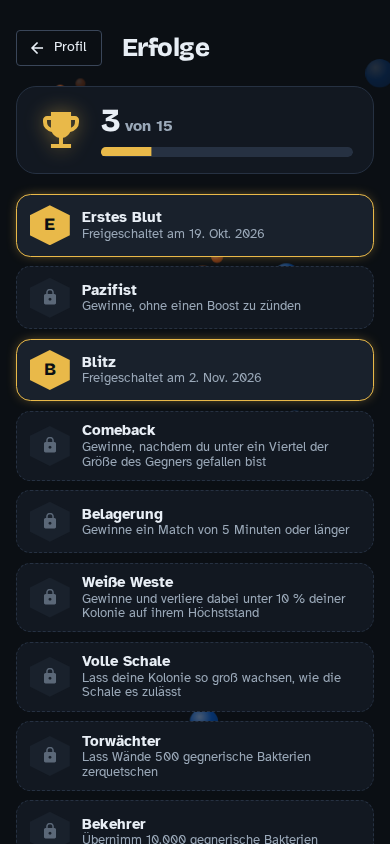 Profil
Erfolge
3 von 15
E
Erstes Blut
Freigeschaltet am 19. Okt. 2026
Pazifist
Gewinne, ohne einen Boost zu zünden
B
Blitz
Freigeschaltet am 2. Nov. 2026
Comeback
Gewinne, nachdem du unter ein Viertel der
Größe des Gegners gefallen bist
Belagerung
Gewinne ein Match von 5 Minuten oder länger
Weiße Weste
Gewinne und verliere dabei unter 10 % deiner
Kolonie auf ihrem Höchststand
Volle Schale
Lass deine Kolonie so groß wachsen, wie die
Schale es zulässt
Torwächter
Lass Wände 500 gegnerische Bakterien
zerquetschen
Bekehrer
Übernimm 10.000 gegnerische Bakterien